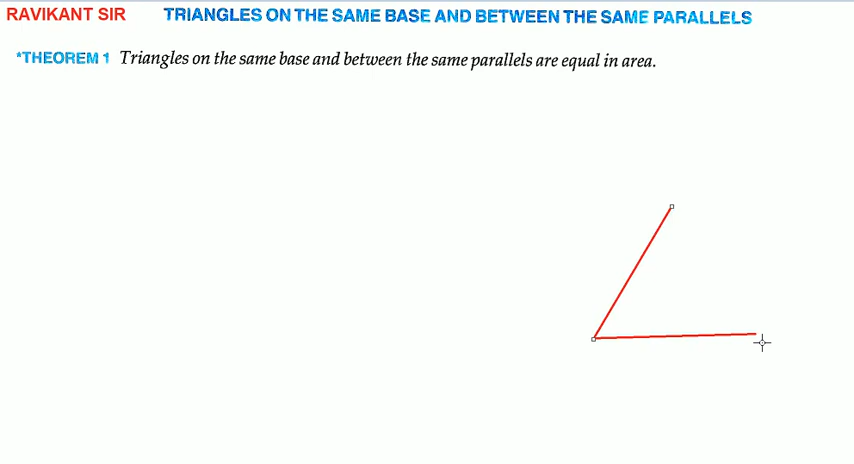 RAVIKANT SIR TRIANGLES ON THE SAME BASE AND BETWEEN THE SAME PARALLELS
*THEOREM 1 Triangles on the same base and between the same parallels are equal in area.